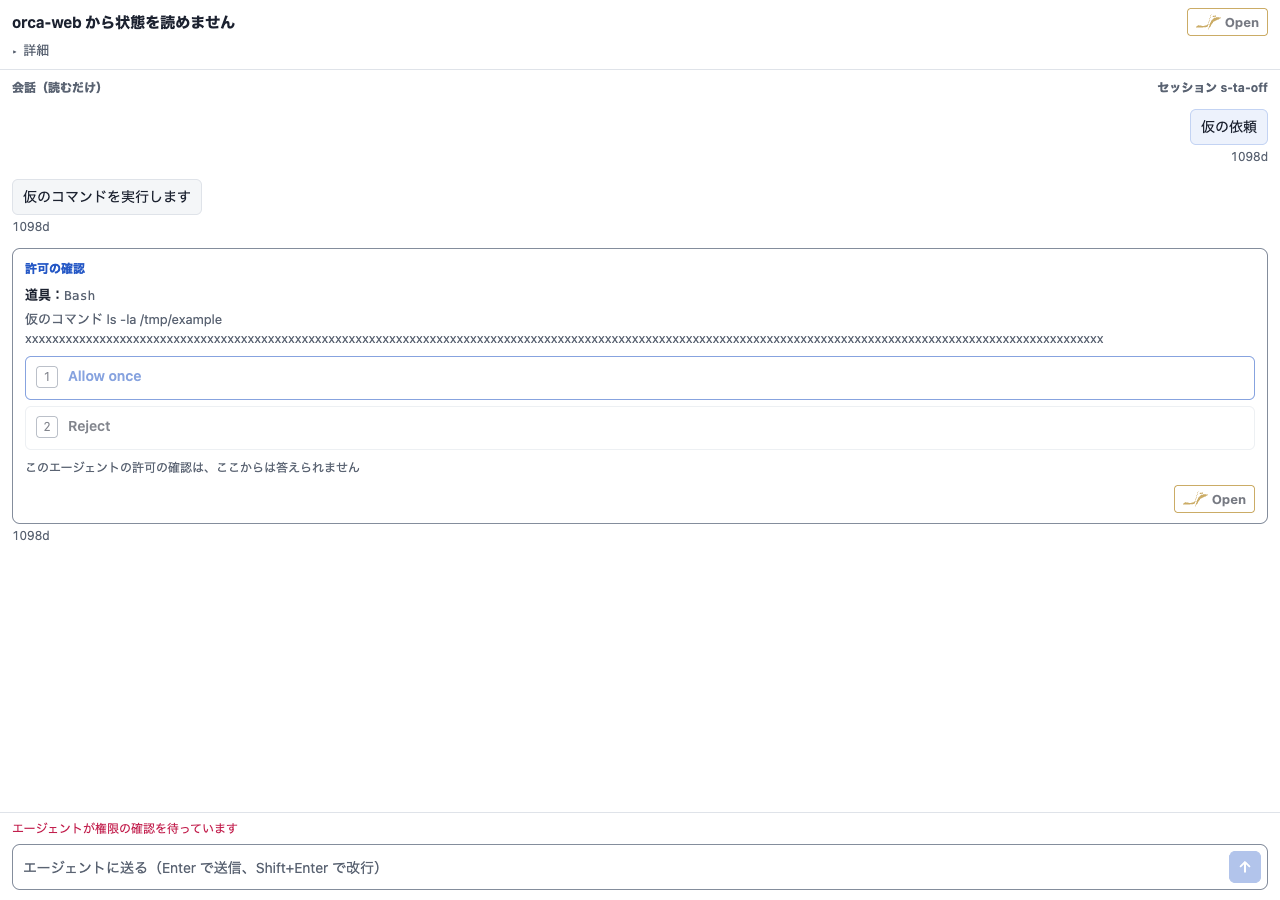 orca-web から状態を読めません
Open
▸ 詳細
会話（読むだけ）
セッション s-ta-off
仮の依頼
1098d
仮のコマンドを実行します
1098d
許可の確認
道具：Bash
仮のコマンド ls -la /tmp/example
xxxxxxxxxxxxxxxxxxxxxxxxxxxxxxxxxxxxxxxxxxxxxxxxxxxxxxxxxxxxxxxxxxxxxxxxxxxxxxxxxxxxxxxxxxxxxxxxxxxxxxxxxxxxxxxxxxxxxxxxxxxxxxxxxxxxxxxxxxxxxxxxxxxxxxxxxxxx
1 Allow once
2 Reject
このエージェントの許可の確認は、ここからは答えられません
Open
1098d
エージェントが権限の確認を待っています
エージェントに送る（Enter で送信、Shift+Enter で改行）